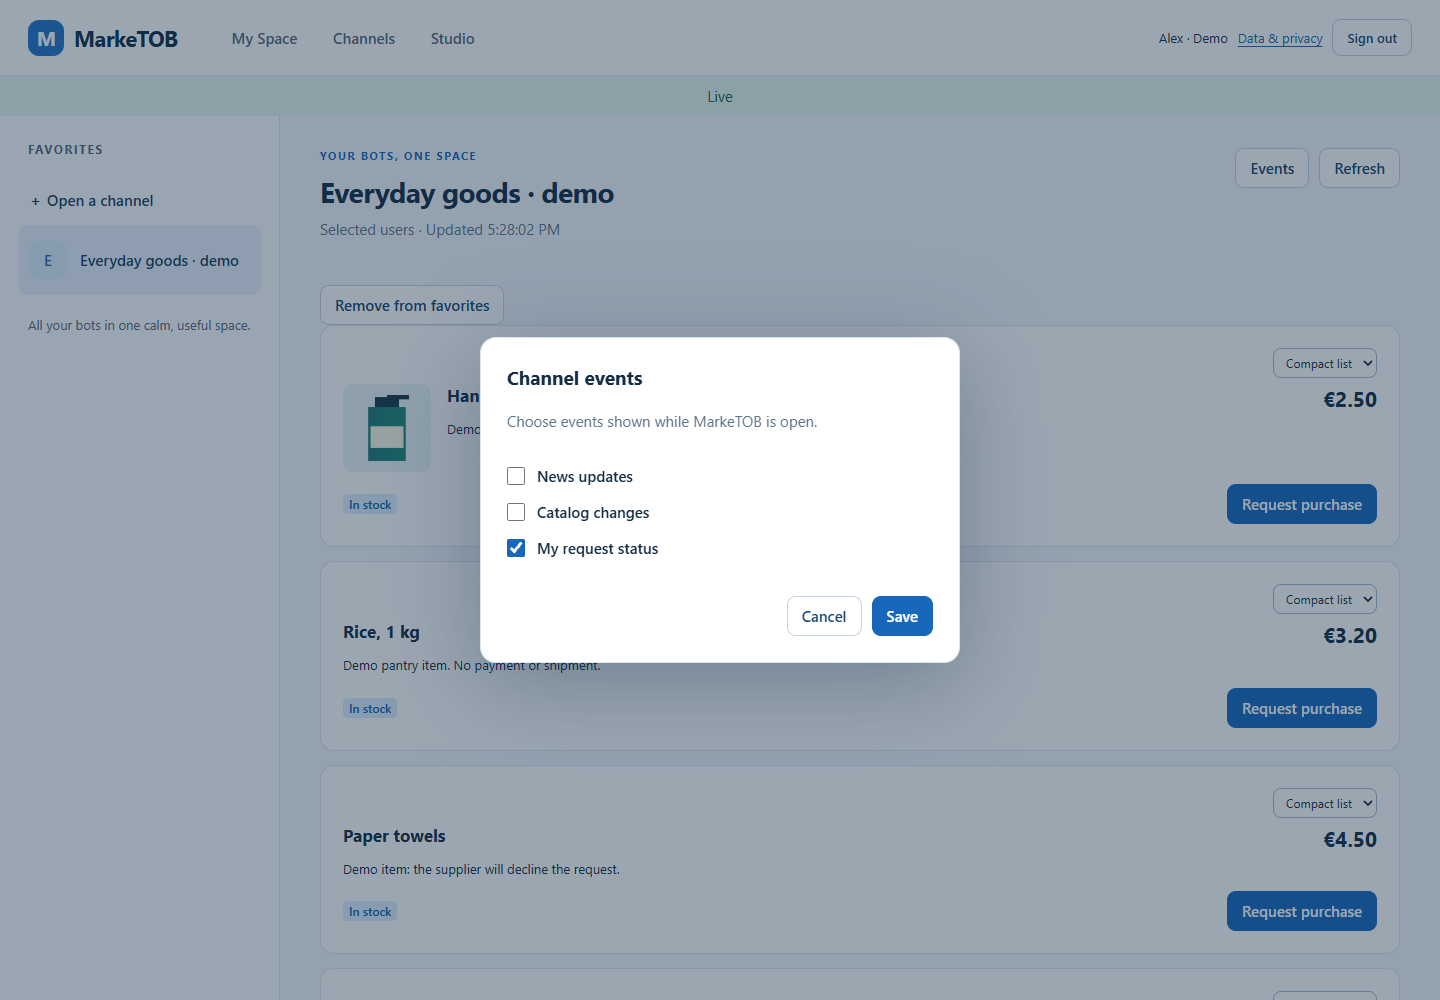 M MarkeTOB My Space Channels Studio Alex · Demo Data & privacy Sign out
Live
FAVORITES
+ Open a channel
E Everyday goods · demo
All your bots in one calm, useful space.
YOUR BOTS, ONE SPACE
Everyday goods · demo
Selected users · Updated 5:28:02 PM
Events Refresh
Remove from favorites
Compact list
€2.50
Han
Demo
In stock
Request purchase
Channel events
Choose events shown while MarkeTOB is open.
News updates
Catalog changes
My request status
Cancel Save
Compact list
Rice, 1 kg
€3.20
Demo pantry item. No payment or shipment.
In stock
Request purchase
Compact list
Paper towels
€4.50
Demo item: the supplier will decline the request.
In stock
Request purchase